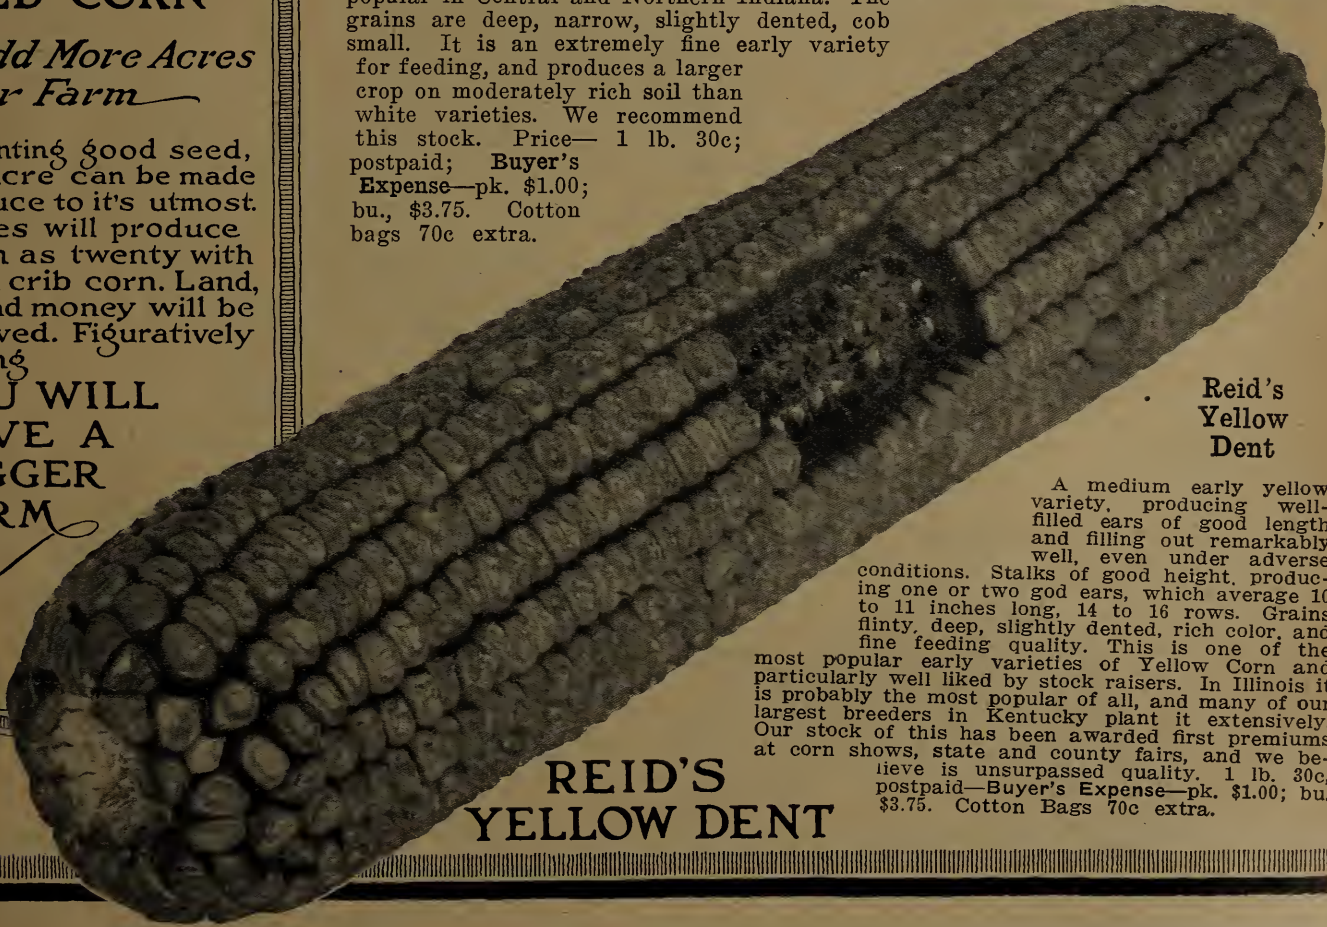 ED CORN
dd More Acres
r Farm
nting good seed,
cre can be made
uce to it's utmost.
es will produce
n as twenty with
crib corn. Land,
nd money will be
ved. Figuratively
ng
U WILL
VE A
GGER
RM
popular in Central and Northern Indiana. The
grains are deep, narrow, slightly dented, cob
small. It is an extremely fine early variety
for feeding, and produces a larger
crop on moderately rich soil than
white varieties. We recommend
this stock. Price— 1 lb. 30c;
postpaid; Buyer's
Expense—pk. $1.00;
bu., $3.75. Cotton
bags 70c extra.
Reid's
Yellow
Dent
A medium early yellow
variety, producing well-
filled ears of good length
and filling out remarkably
well, even under adverse
conditions. Stalks of good height, produc-
ing one or two god ears, which average 10
to 11 inches long, 14 to 16 rows. Grains
flinty, deep, slightly dented, rich color, and
fine feeding quality. This is one of the
most popular early varieties of Yellow Corn and
particularly well liked by stock raisers. In Illinois it
is probably the most popular of all, and many of our
largest breeders in Kentucky plant it extensively
Our stock of this has been awarded first premiums
at corn shows, state and county fairs, and we be-
lieve is unsurpassed quality. 1 lb. 30c,
postpaid—Buyer's Expense—pk. $1.00; bu.
$3.75. Cotton Bags 70c extra.
REID'S
YELLOW DENT